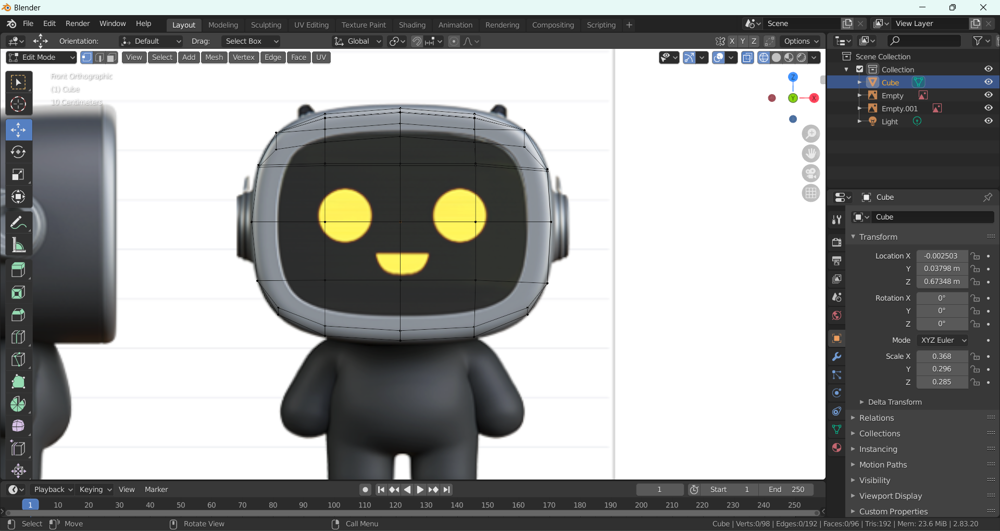 Blender
File Edit Render Window Help Layout Modeling Sculpting UV Editing Texture Paint Shading Animation Rendering Compositing Scripting + Scene View Layer
Orientation: Default Drag: Select Box Global X Y Z Options
Edit Mode View Select Add Mesh Vertex Edge Face UV
Front Orthographic
(1) Cube
10 Centimeters
Z
Y
X
Scene Collection
Collection
Cube
Empty
Empty.001
Light
Cube
Cube
Transform
Location X -0.002503
Y 0.03798 m
Z 0.67348 m
Rotation X 0°
Y 0°
Z 0°
Mode XYZ Euler
Scale X 0.368
Y 0.296
Z 0.285
Delta Transform
Relations
Collections
Instancing
Motion Paths
Visibility
Viewport Display
Custom Properties
Playback Keying View Marker 1 Start 1 End 250
1 10 20 30 40 50 60 70 80 90 100 110 120 130 140 150 160 170 180 190 200 210 220 230 240 250
Select Move Rotate View Call Menu Cube | Verts:0/98 | Edges:0/192 | Faces:0/96 | Tris:192 | Mem: 23.6 MiB | 2.83.20